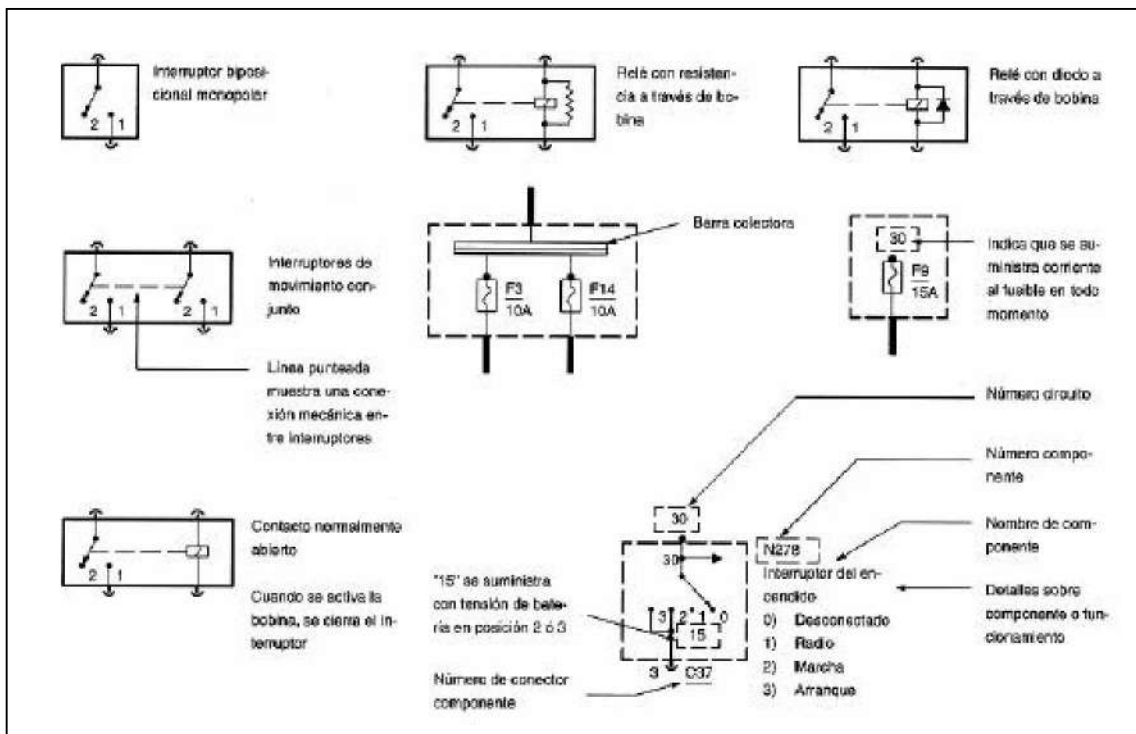 Interruptor biposi-
cional monopolar
2 1
Relé con resisten-
cia a través de bo-
bina
2 1
Relé con diodo a
través de bobina
2 1
Interruptores de
movimiento con-
junto
2 1 2 1
Línea punteada
muestra una cone-
xión mecánica en-
tre interruptores
Barra colectora
F3
10A
F14
10A
30
F9
15A
Indica que se su-
ministra corriente
al fusible en todo
momento
Contacto normalmente
abierto
Cuando se activa la
bobina, se cierra el in-
terruptor
2 1
"15" se suministra
con tensión de bate-
ría en posición 2 ó 3
Número de conector
componente
30
30
3 2 1 0
15
3 C37
N278
Interruptor del en-
cendido
0) Desconectado
1) Radio
2) Marcha
3) Arranque
Número circuito
Número compo-
nente
Nombre de com-
ponente
Detalles sobre
componente o fun-
cionamiento